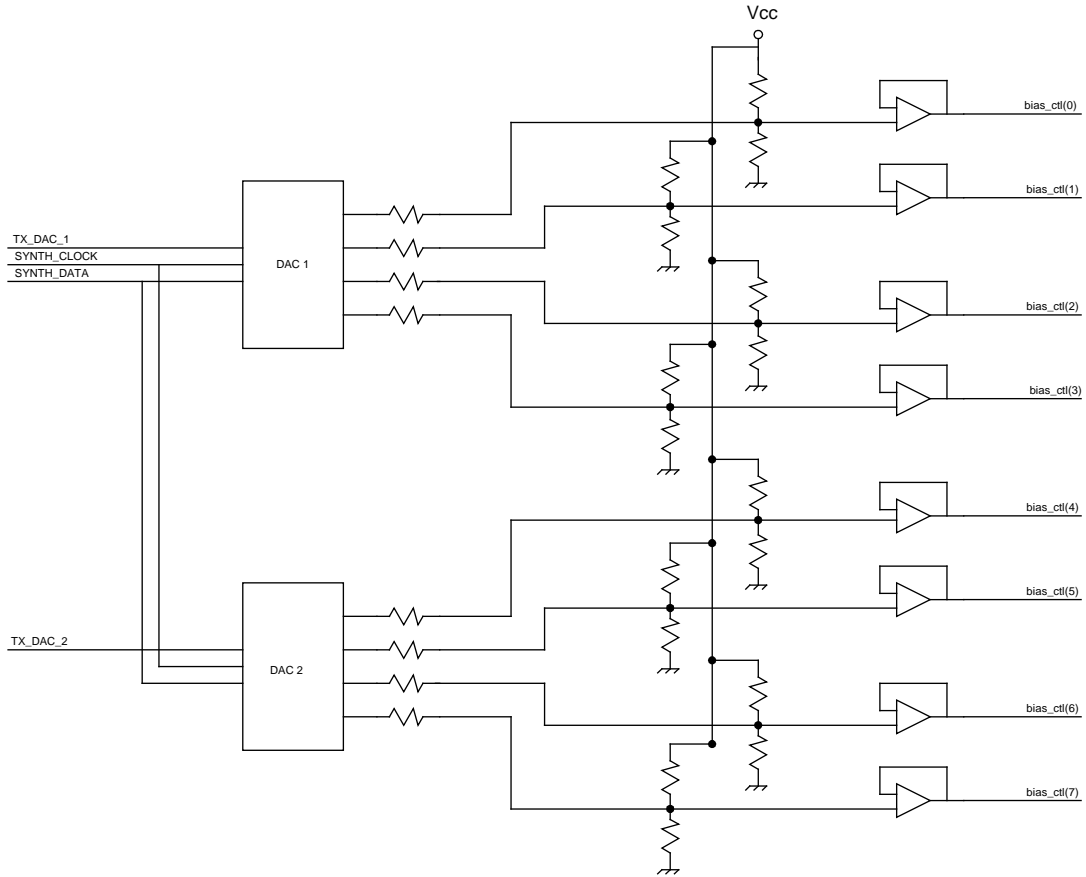 Vcc
bias_ctl(0)
bias_ctl(1)
TX_DAC_1
SYNTH_CLOCK
SYNTH_DATA
DAC 1
bias_ctl(2)
bias_ctl(3)
bias_ctl(4)
bias_ctl(5)
TX_DAC_2
DAC 2
bias_ctl(6)
bias_ctl(7)